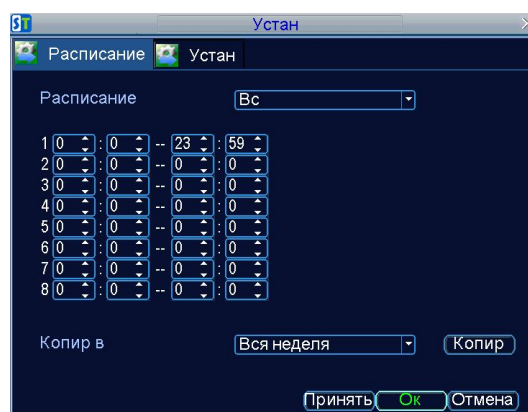 ST Устан
Расписание Устан
Расписание Вс
1 0 : 0 -- 23 : 59
2 0 : 0 -- 0 : 0
3 0 : 0 -- 0 : 0
4 0 : 0 -- 0 : 0
5 0 : 0 -- 0 : 0
6 0 : 0 -- 0 : 0
7 0 : 0 -- 0 : 0
8 0 : 0 -- 0 : 0
Копир в Вся неделя Копир
Принять Ок Отмена